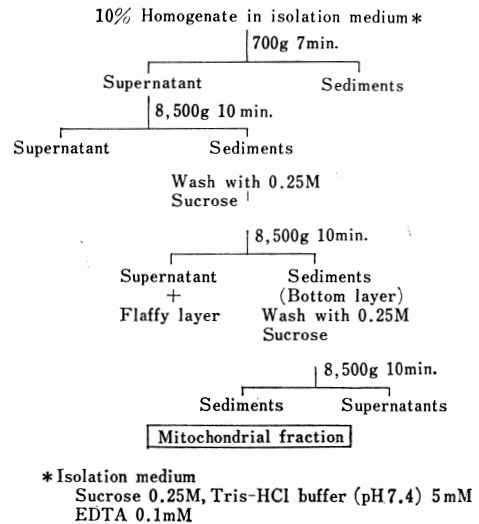 10% Homogenate in isolation medium*
700g 7min.
Supernatant Sediments
8,500g 10 min.
Supernatant Sediments
Wash with 0.25M
Sucrose
8,500g 10min.
Supernatant Sediments
+ (Bottom layer)
Flaffy layer Wash with 0.25M
Sucrose
8,500g 10min.
Sediments Supernatants
Mitochondrial fraction
*Isolation medium
Sucrose 0.25M, Tris-HCl buffer (pH7.4) 5mM
EDTA 0.1mM